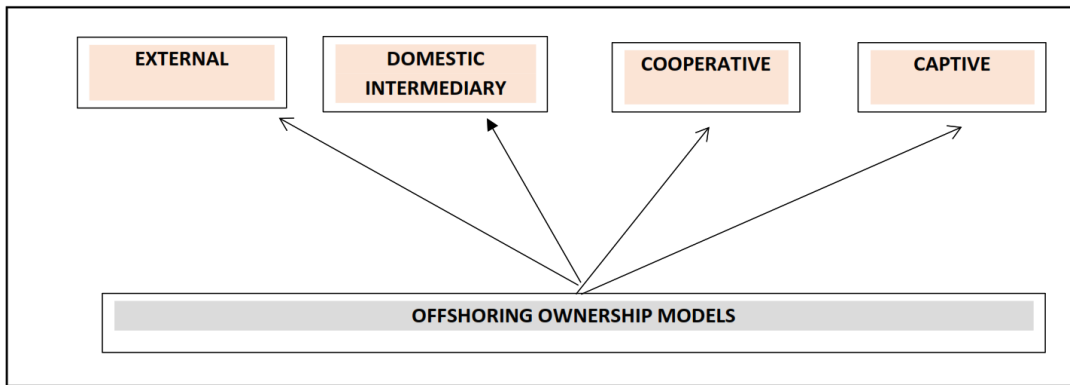 EXTERNAL
DOMESTIC
INTERMEDIARY
COOPERATIVE
CAPTIVE
OFFSHORING OWNERSHIP MODELS